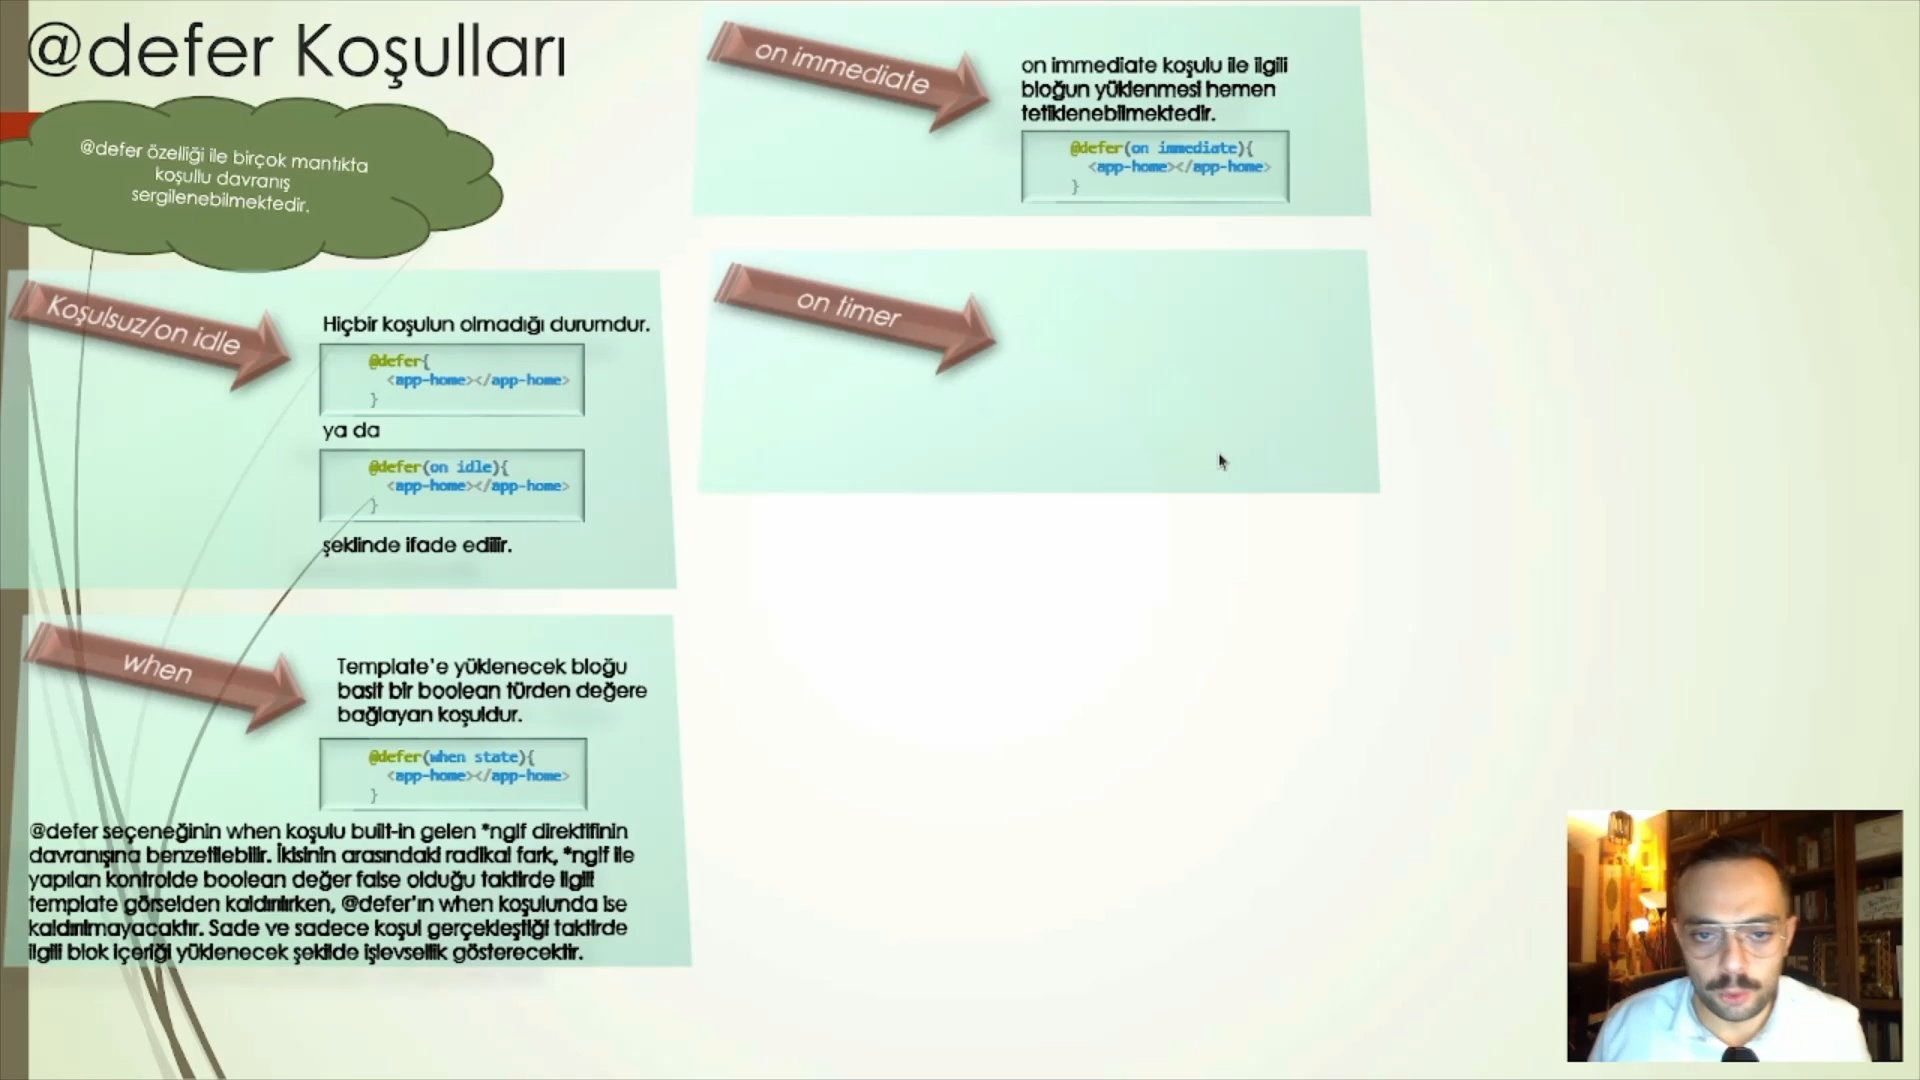 @defer Koşulları
@defer özelliği ile birçok mantıkta
koşullu davranış
sergilenebilmektedir.
Koşulsuz/on idle
Hiçbir koşulun olmadığı durumdur.
@defer{
<app-home></app-home>
}
ya da
@defer(on idle){
<app-home></app-home>
}
şeklinde ifade edilir.
when
Template'e yüklenecek bloğu
basit bir boolean türden değere
bağlayan koşuldur.
@defer(when state){
<app-home></app-home>
}
@defer seçeneğinin when koşulu built-in gelen *ngIf direktifinin
davranışına benzetilebilir. İkisinin arasındaki radikal fark, *ngIf ile
yapılan kontrolde boolean değer false olduğu taktirde ilgili
template görselden kaldırılırken, @defer'ın when koşulunda ise
kaldırılmayacaktır. Sade ve sadece koşul gerçekleştiği taktirde
ilgili blok içeriği yüklenecek şekilde işlevsellik gösterecektir.
on immediate
on immediate koşulu ile ilgili
bloğun yüklenmesi hemen
tetiklenebilmektedir.
@defer(on immediate){
<app-home></app-home>
}
on timer